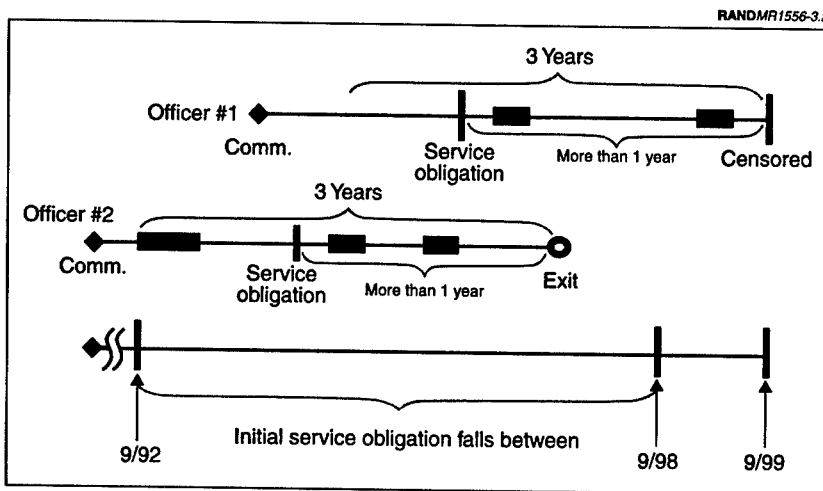 RANDMR1556-3.
3 Years
Officer #1
Comm.
Service
obligation
More than 1 year
Censored
3 Years
Officer #2
Comm.
Service
obligation
More than 1 year
Exit
Initial service obligation falls between
9/92
9/98
9/99